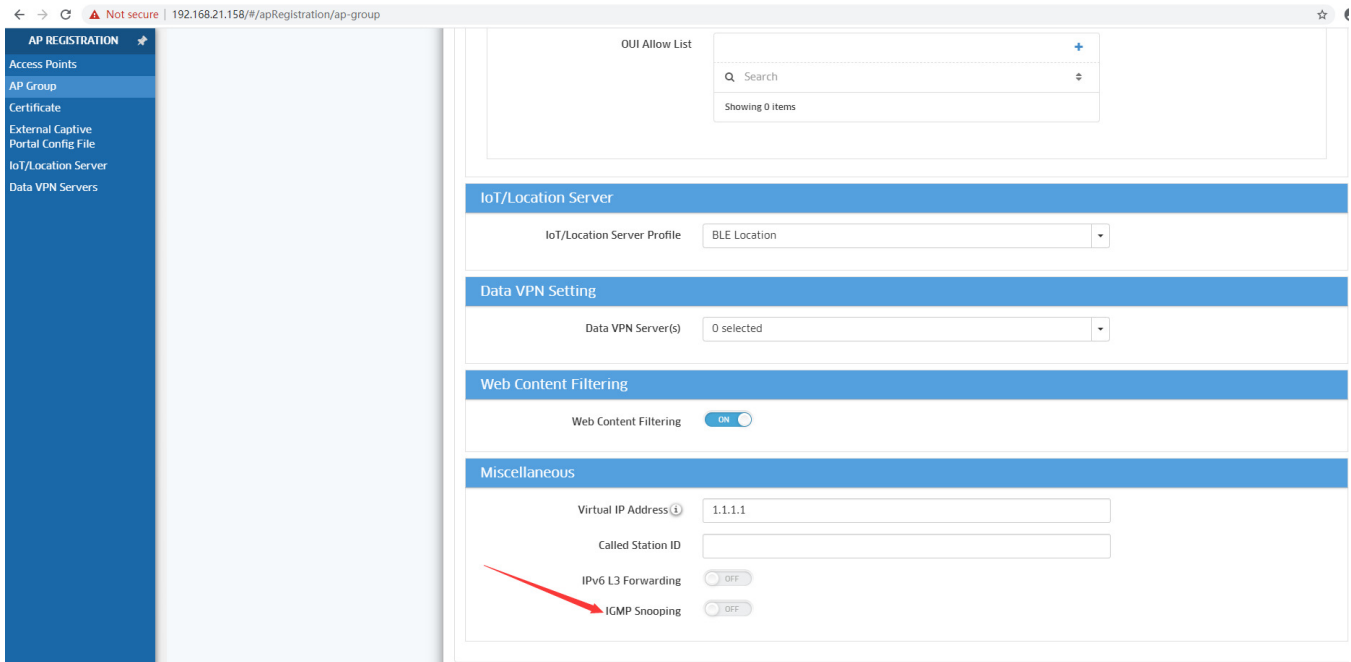 Not secure | 192.168.21.158/#/apRegistration/ap-group
AP REGISTRATION
Access Points
AP Group
Certificate
External Captive
Portal Config File
IoT/Location Server
Data VPN Servers
OUI Allow List
+
Search
Showing 0 items
IoT/Location Server
IoT/Location Server Profile
BLE Location
Data VPN Setting
Data VPN Server(s)
0 selected
Web Content Filtering
Web Content Filtering
ON
Miscellaneous
Virtual IP Address
1.1.1.1
Called Station ID
IPv6 L3 Forwarding
OFF
IGMP Snooping
OFF